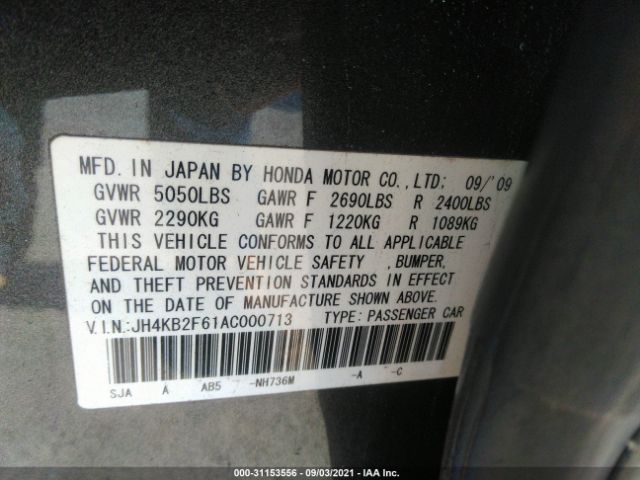 MFD. IN JAPAN BY HONDA MOTOR CO.,LTD; 09/'09
GVWR 5050LBS GAWR F 2690LBS R 2400LBS
GVWR 2290KG GAWR F 1220KG R 1089KG
THIS VEHICLE CONFORMS TO ALL APPLICABLE
FEDERAL MOTOR VEHICLE SAFETY ,BUMPER,
AND THEFT PREVENTION STANDARDS IN EFFECT
ON THE DATE OF MANUFACTURE SHOWN ABOVE.
V.I.N:JH4KB2F61AC000713 TYPE: PASSENGER CAR
SJA A AB5 -NH736M -A -C
000-31153556 - 09/03/2021 - IAA Inc.